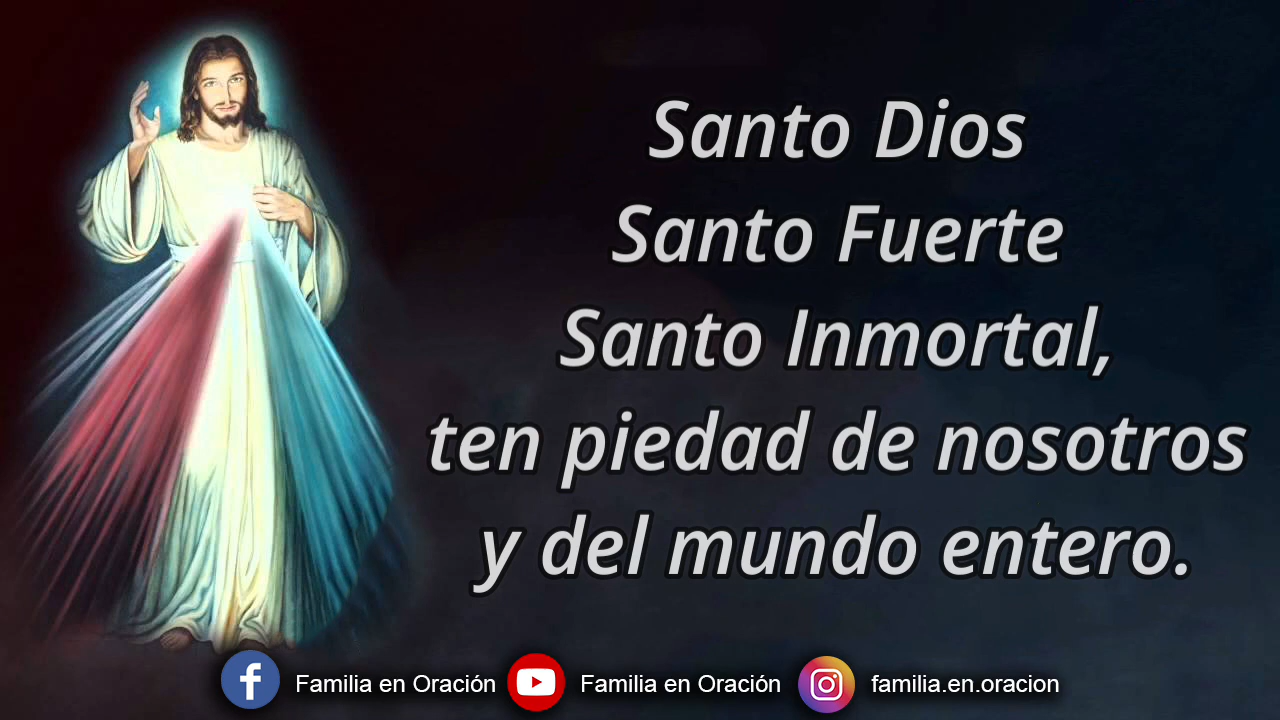 Santo Dios
Santo Fuerte
Santo Inmortal,
ten piedad de nosotros
y del mundo entero.
Familia en Oración
Familia en Oración
familia.en.oracion